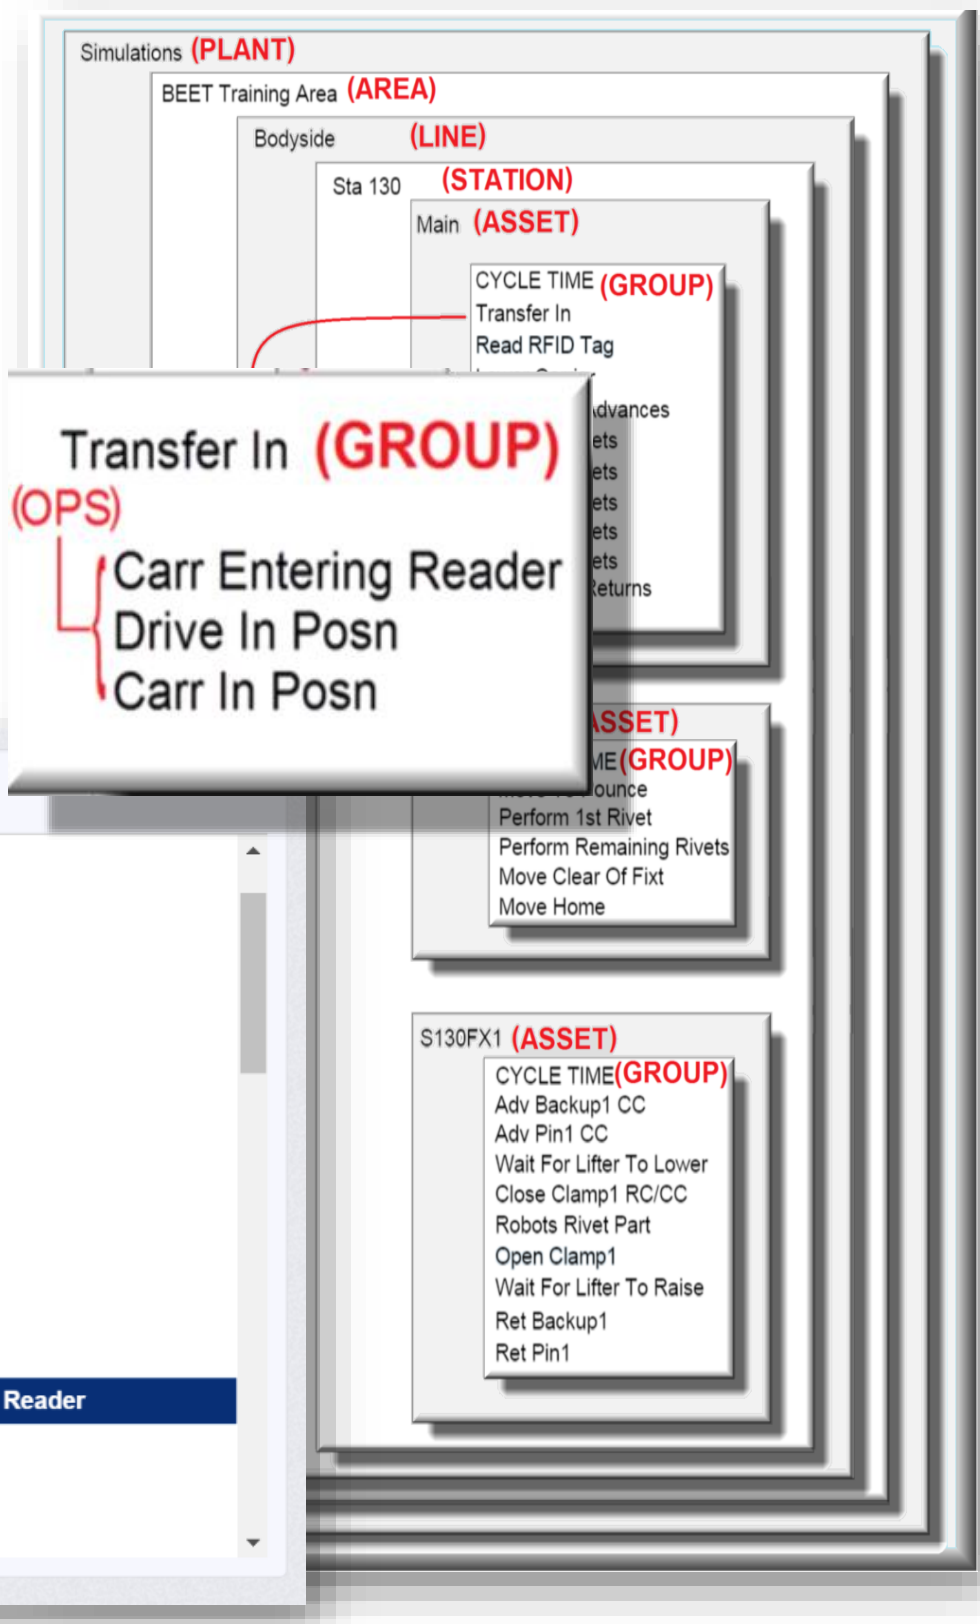 Simulations (PLANT)
BEET Training Area (AREA)
Bodyside (LINE)
Sta 130 (STATION)
Main (ASSET)
CYCLE TIME (GROUP)
Transfer In
Read RFID Tag
Advances
ets
ets
ets
ets
ets
Returns
Transfer In (GROUP)
(OPS)
Carr Entering Reader
Drive In Posn
Carr In Posn
ASSET)
ME(GROUP)
ounce
Perform 1st Rivet
Perform Remaining Rivets
Move Clear Of Fixt
Move Home
S130FX1 (ASSET)
CYCLE TIME(GROUP)
Adv Backup1 CC
Adv Pin1 CC
Wait For Lifter To Lower
Close Clamp1 RC/CC
Robots Rivet Part
Open Clamp1
Wait For Lifter To Raise
Ret Backup1
Ret Pin1
Reader